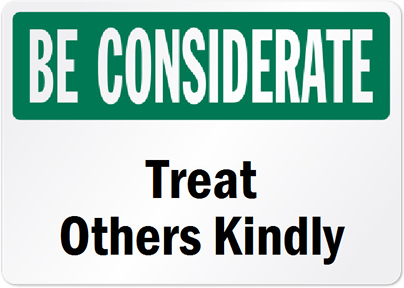 BE CONSIDERATE
Treat
Others Kindly